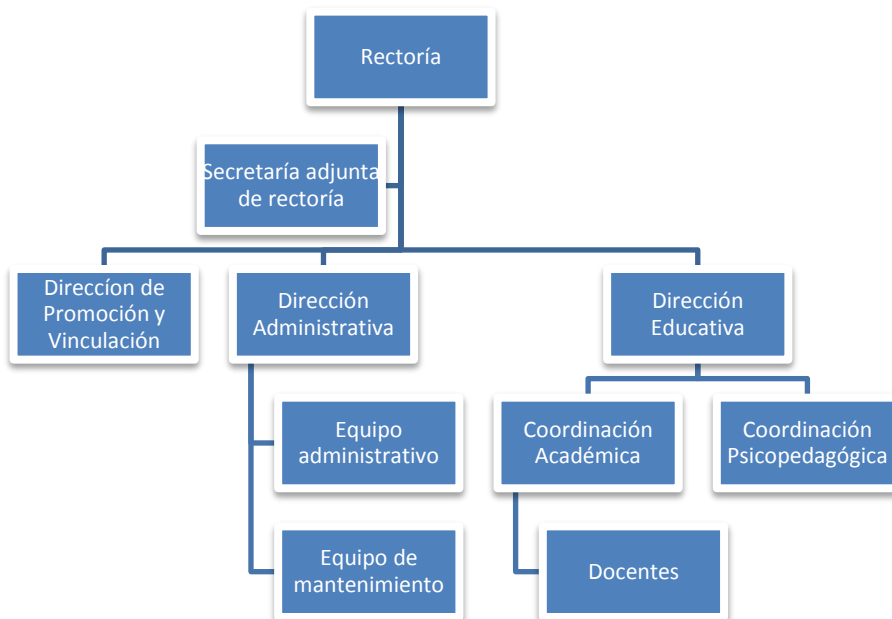 Rectoría
Secretaría adjunta
de rectoría
Direccíon de
Promoción y
Vinculación
Dirección
Administrativa
Dirección
Educativa
Equipo
administrativo
Coordinación
Académica
Coordinación
Psicopedagógica
Equipo de
mantenimiento
Docentes